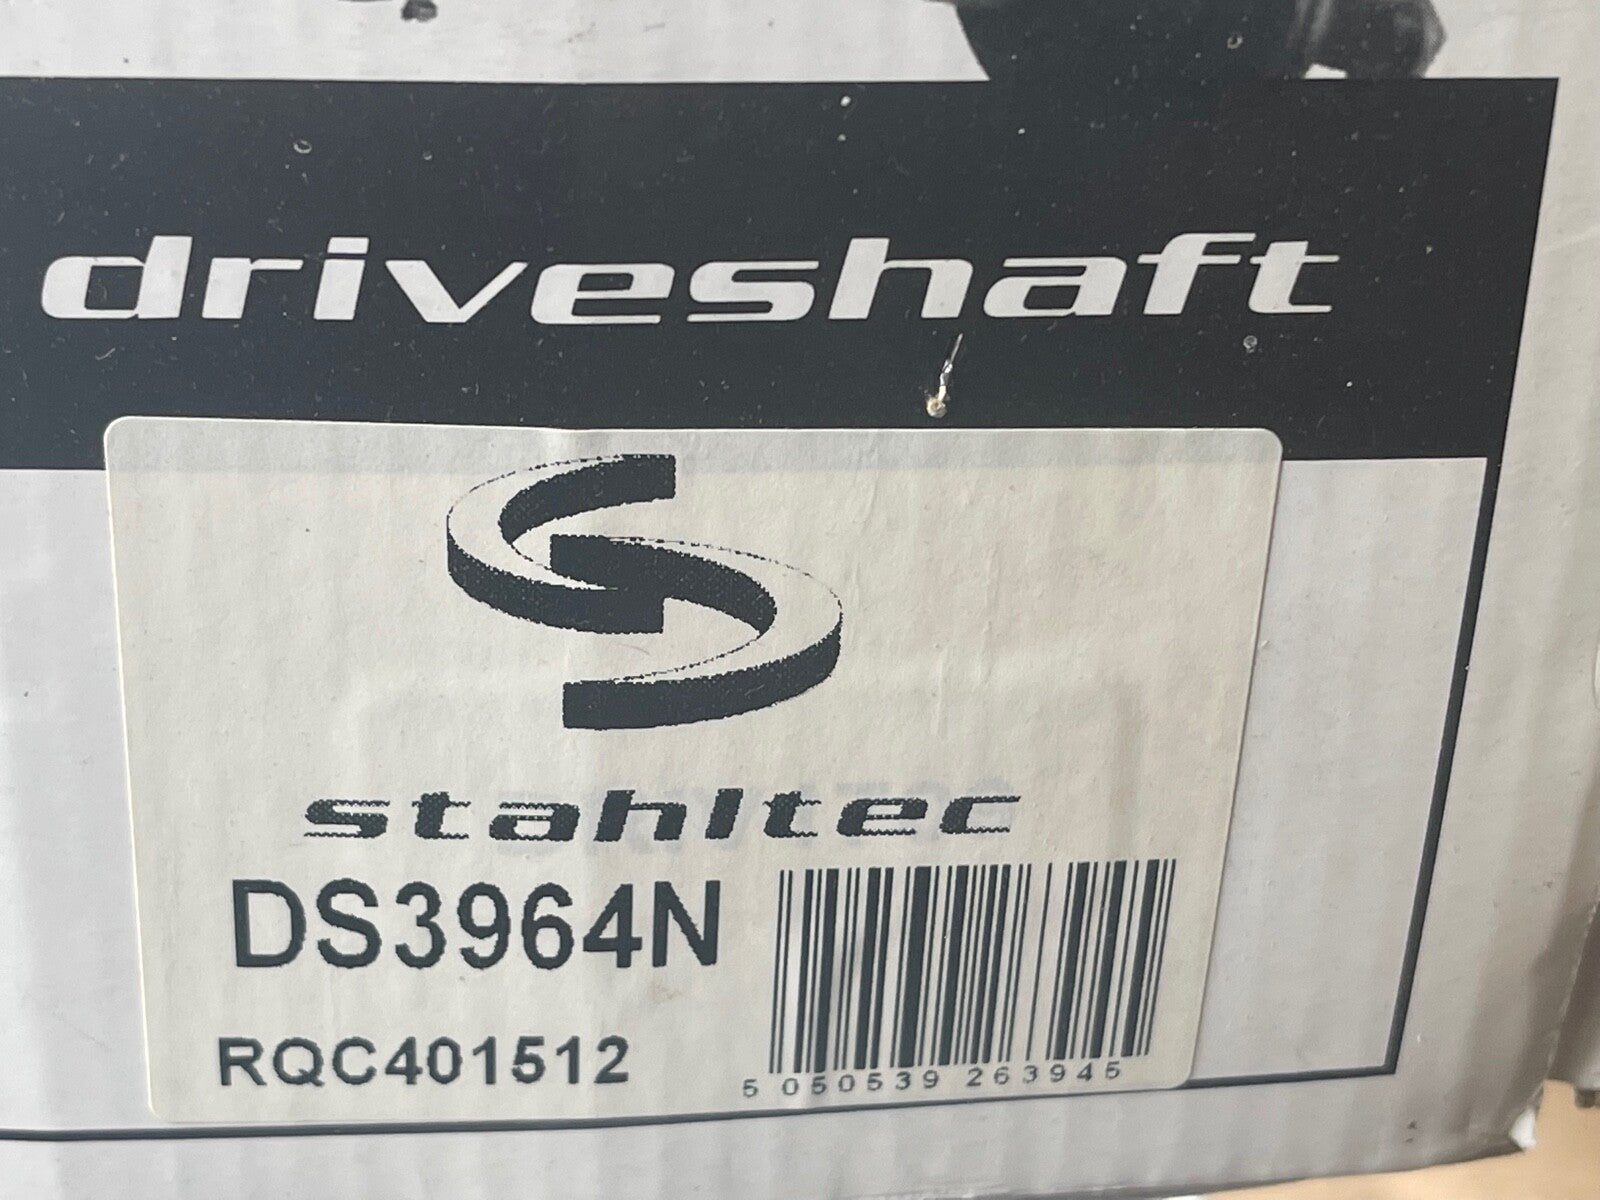 driveshaft
stahltec
DS3964N
RQC401512
5 050539 263945